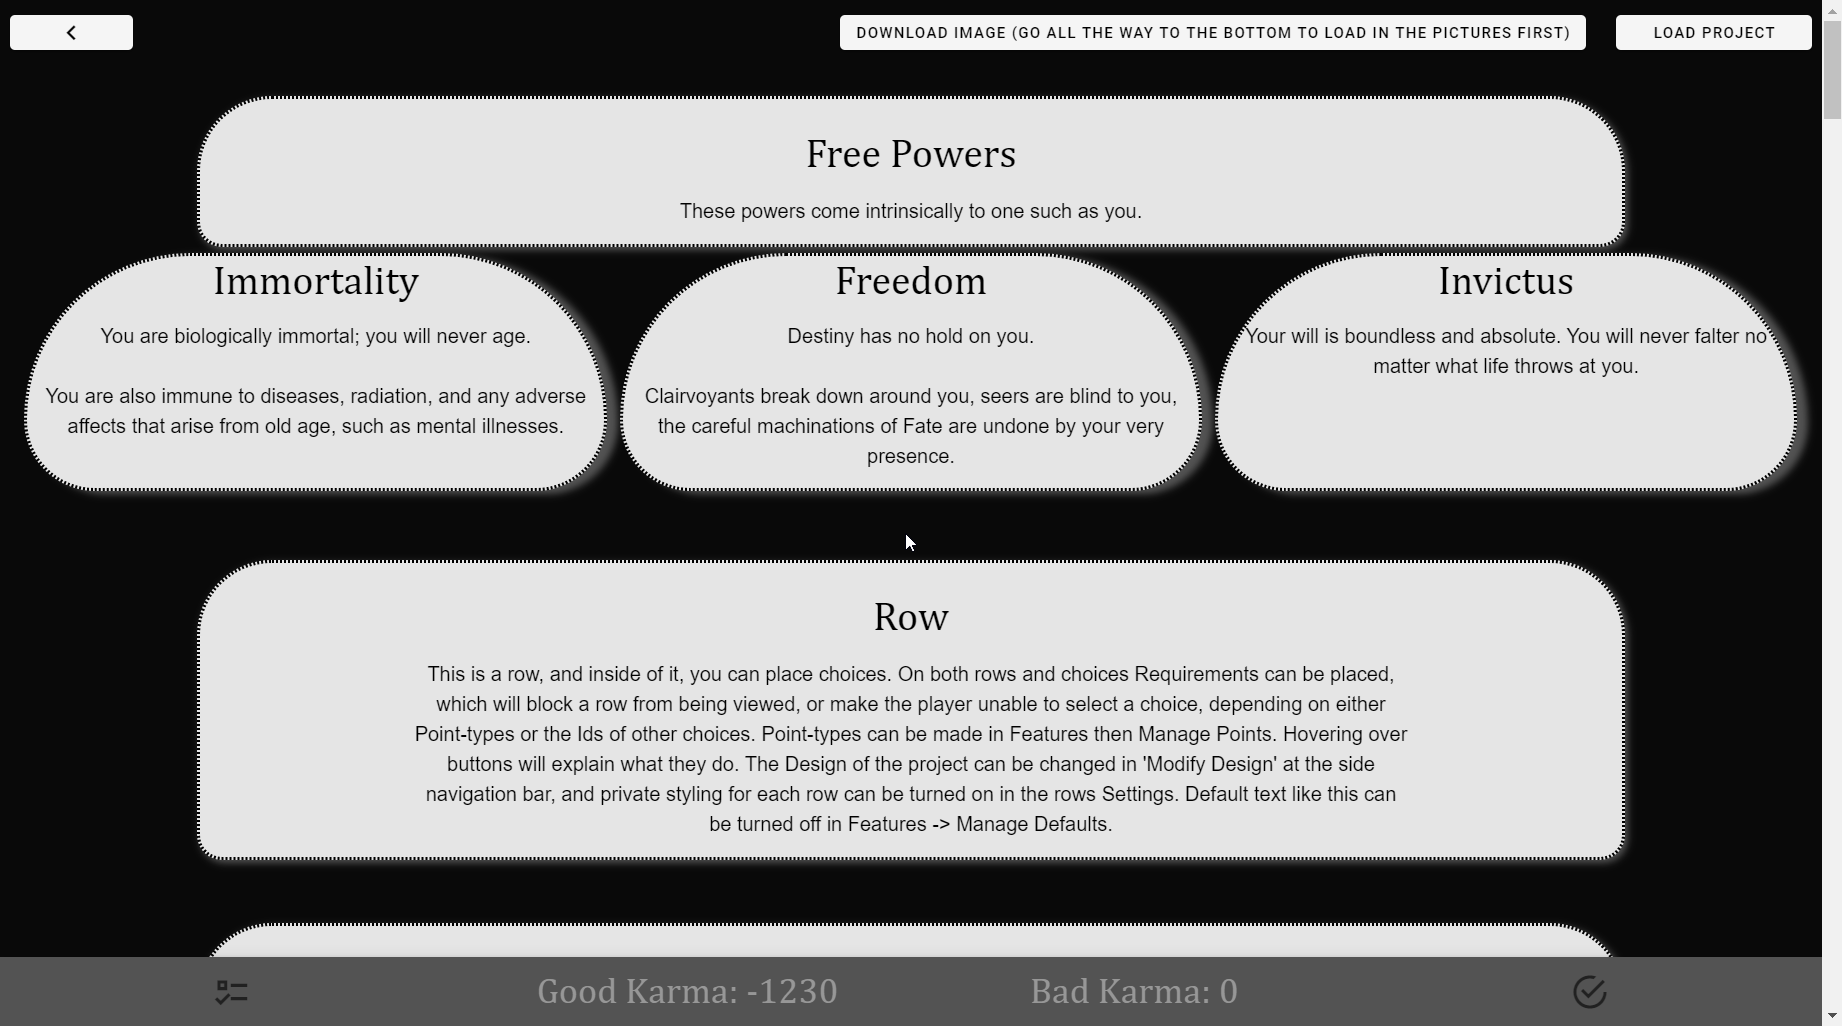 DOWNLOAD IMAGE (GO ALL THE WAY TO THE BOTTOM TO LOAD IN THE PICTURES FIRST)
LOAD PROJECT
Free Powers
These powers come intrinsically to one such as you.
Immortality
You are biologically immortal; you will never age.
You are also immune to diseases, radiation, and any adverse
affects that arise from old age, such as mental illnesses.
Freedom
Destiny has no hold on you.
Clairvoyants break down around you, seers are blind to you,
the careful machinations of Fate are undone by your very
presence.
Invictus
Your will is boundless and absolute. You will never falter no
matter what life throws at you.
Row
This is a row, and inside of it, you can place choices. On both rows and choices Requirements can be placed,
which will block a row from being viewed, or make the player unable to select a choice, depending on either
Point-types or the Ids of other choices. Point-types can be made in Features then Manage Points. Hovering over
buttons will explain what they do. The Design of the project can be changed in 'Modify Design' at the side
navigation bar, and private styling for each row can be turned on in the rows Settings. Default text like this can
be turned off in Features -> Manage Defaults.
Good Karma: -1230
Bad Karma: 0